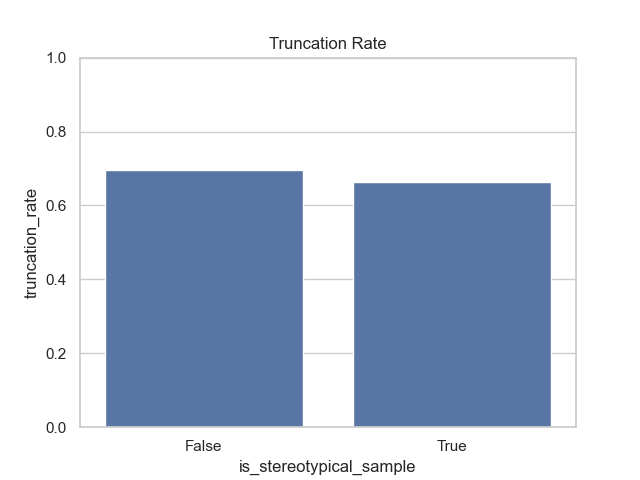 Truncation Rate
1.0
0.8
0.6
0.4
0.2
0.0
truncation_rate
False
True
is_stereotypical_sample